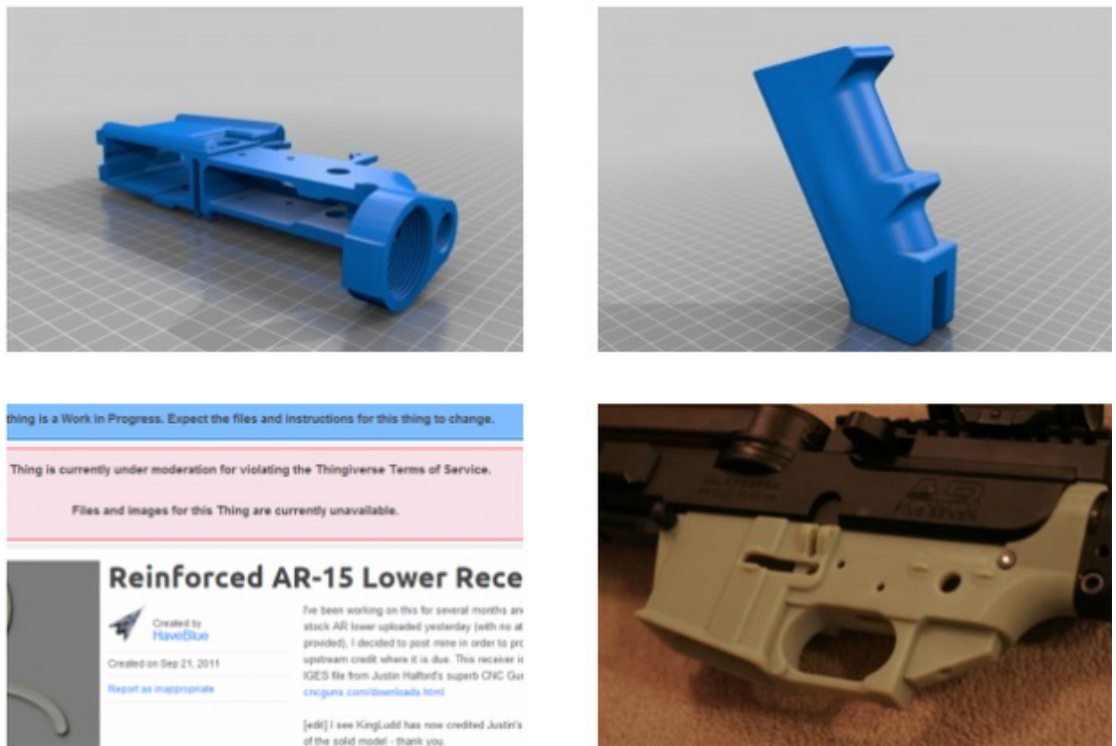 thing is a Work in Progress. Expect the files and instructions for this thing to change.
Thing is currently under moderation for violating the Thingiverse Terms of Service.
Files and images for this Thing are currently unavailable.
Reinforced AR-15 Lower Rece
Created by
HaveBlue
Created on Sep 21, 2011
Report as inappropriate
I've been working on this for several months an
stock AR lower uploaded yesterday (with no at
provided), I decided to post mine in order to pro
upstream credit where it is due. This receiver i
IGES file from Justin Halford's superb CNC Gu
cncguns.com/downloads.html
[edit] I see KingLudd has now credited Justin's
of the solid model - thank you.
AR
FIVE SEVEN